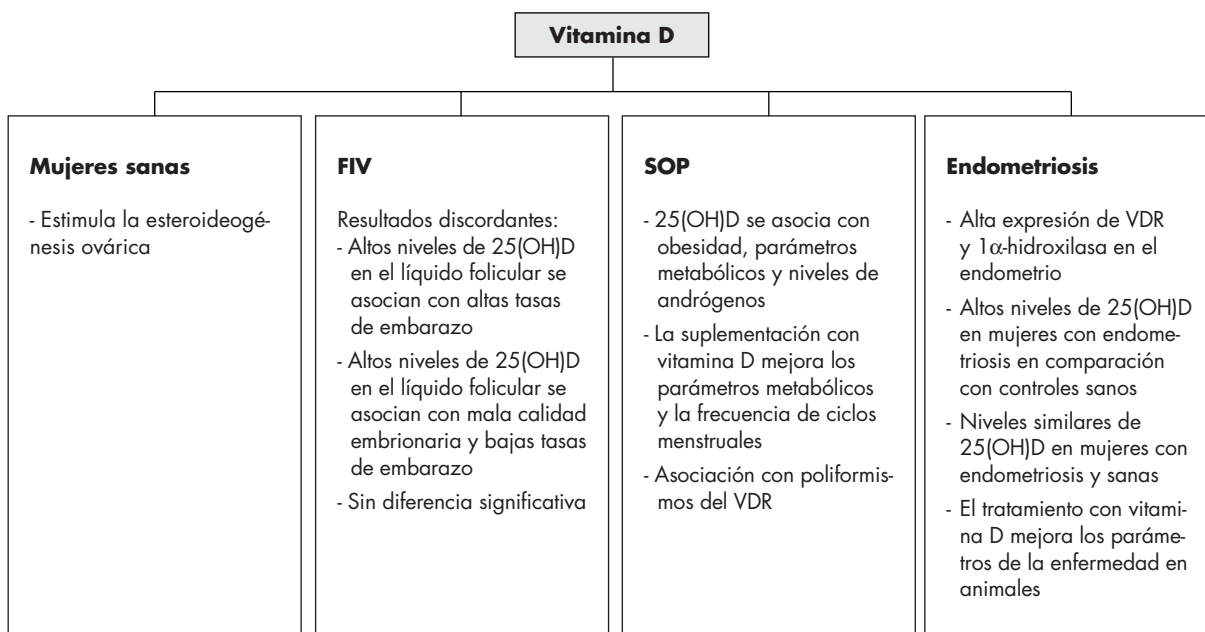 Vitamina D
Mujeres sanas
- Estimula la esteroideogé-
nesis ovárica
FIV
Resultados discordantes:
- Altos niveles de 25(OH)D
en el líquido folicular se
asocian con altas tasas
de embarazo
- Altos niveles de 25(OH)D
en el líquido folicular se
asocian con mala calidad
embrionaria y bajas tasas
de embarazo
- Sin diferencia significativa
SOP
- 25(OH)D se asocia con
obesidad, parámetros
metabólicos y niveles de
andrógenos
- La suplementación con
vitamina D mejora los
parámetros metabólicos
y la frecuencia de ciclos
menstruales
- Asociación con poliformis-
mos del VDR
Endometriosis
- Alta expresión de VDR
y 1α-hidroxilasa en el
endometrio
- Altos niveles de 25(OH)D
en mujeres con endome-
triosis en comparación
con controles sanos
- Niveles similares de
25(OH)D en mujeres con
endometriosis y sanas
- El tratamiento con vitami-
na D mejora los paráme-
tros de la enfermedad en
animales